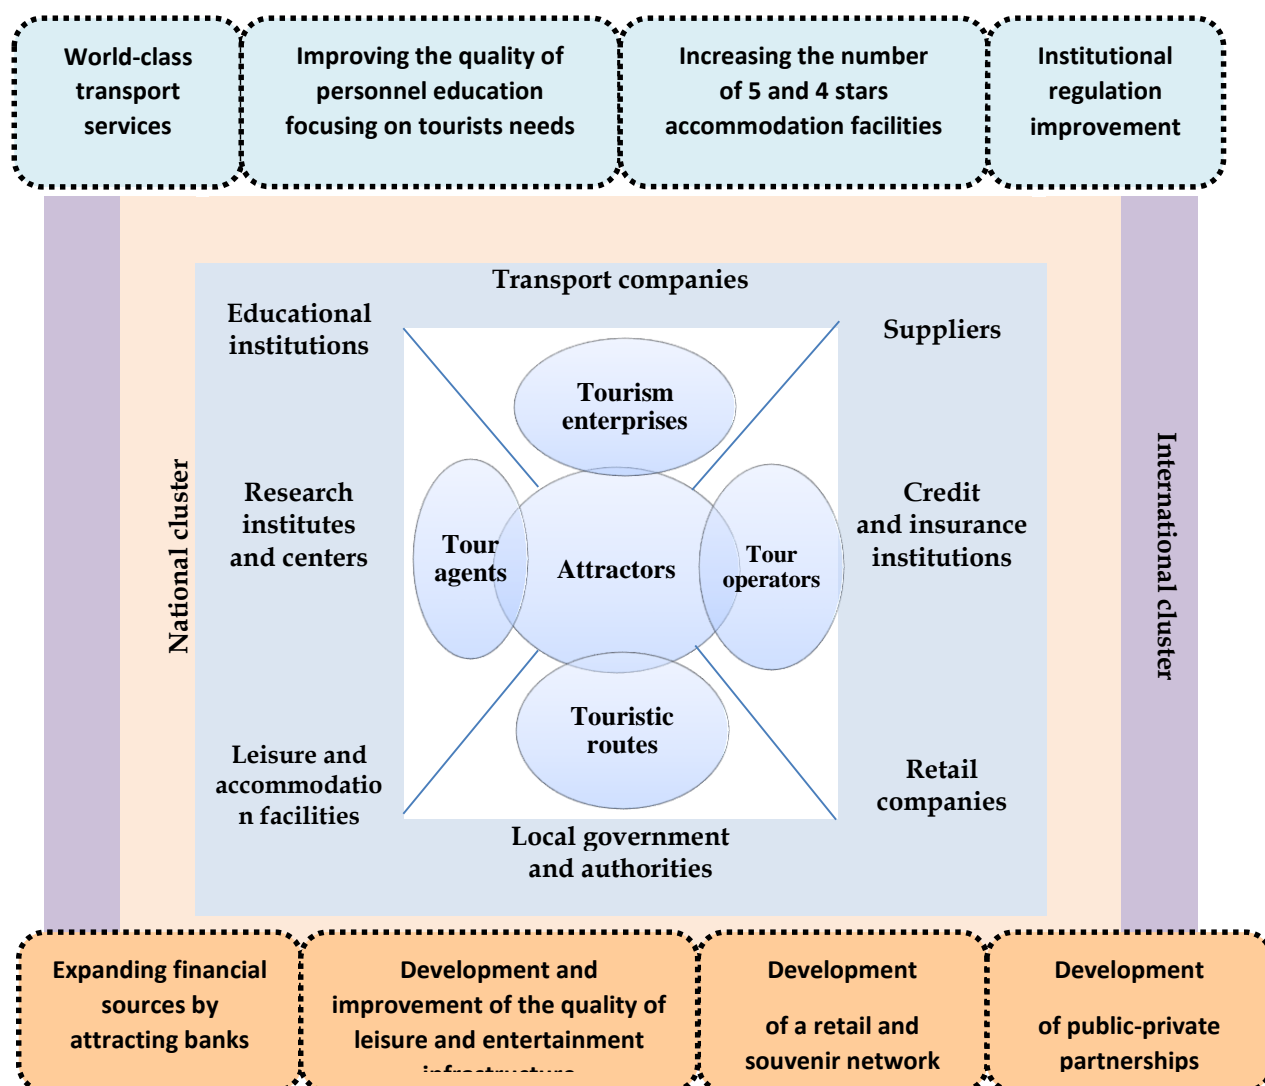 World-class
transport
services
Improving the quality of
personnel education
focusing on tourists needs
Increasing the number
of 5 and 4 stars
accommodation facilities
Institutional
regulation
improvement
Transport companies
Educational
institutions
Suppliers
Tourism
enterprises
National cluster
Research
institutes
and centers
Tour
agents
Attractors
Tour
operators
Credit
and insurance
institutions
International cluster
Touristic
routes
Leisure and
accommodatio
n facilities
Retail
companies
Local government
and authorities
Expanding financial
sources by
attracting banks
Development and
improvement of the quality of
leisure and entertainment
infrastructure
Development
of a retail and
souvenir network
Development
of public-private
partnerships